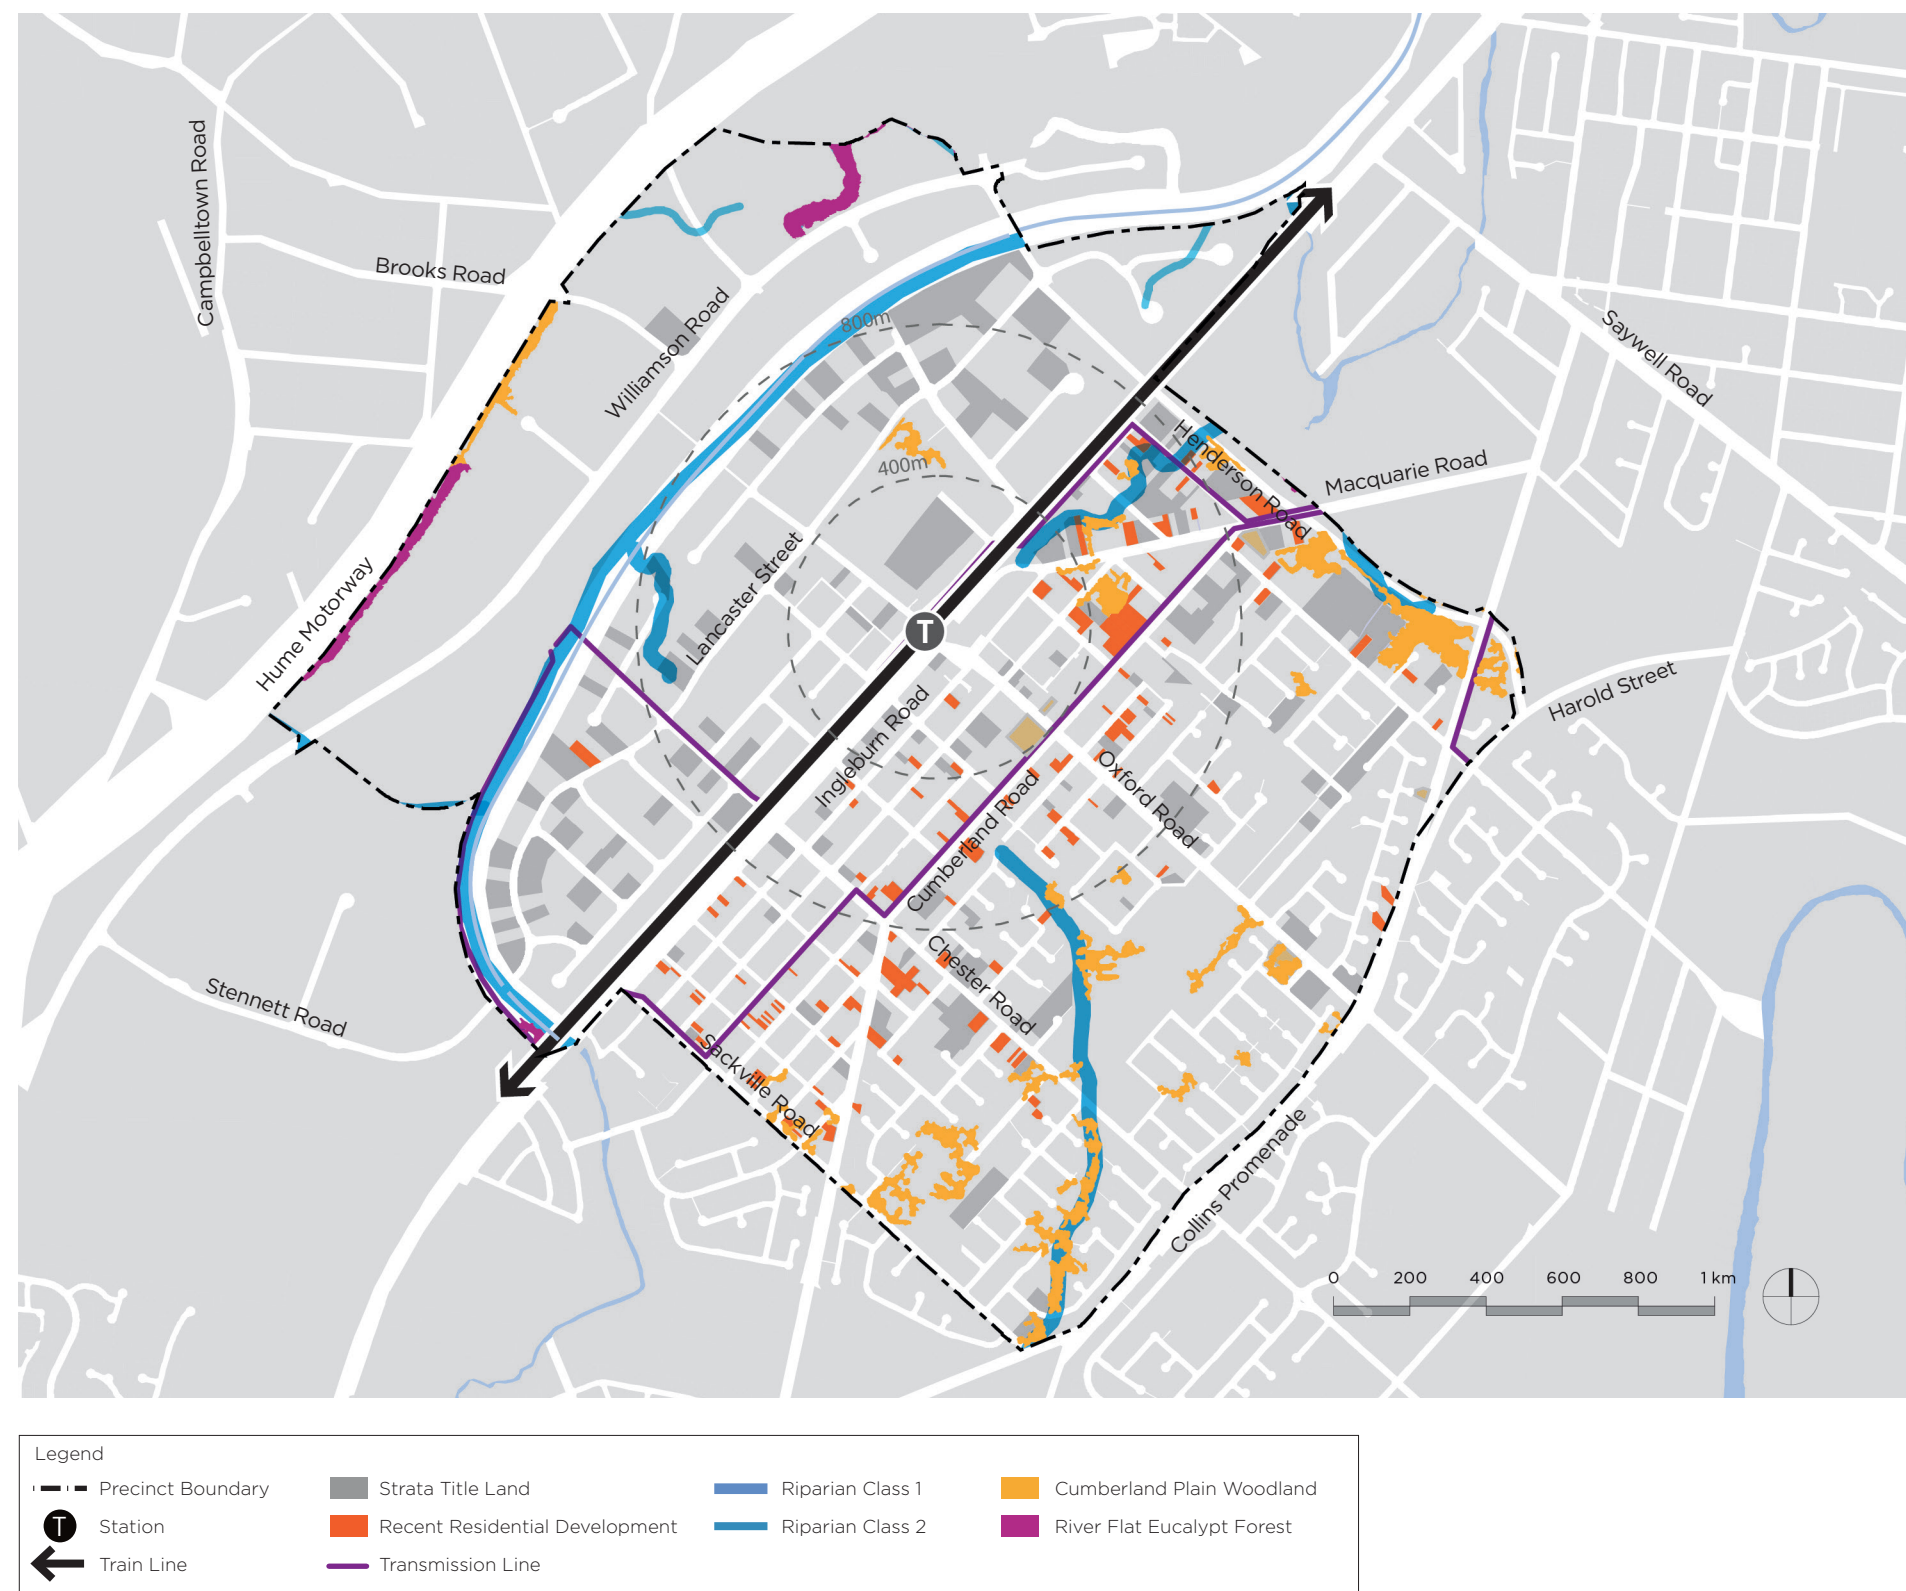 Campbelltown Road
Brooks Road
Williamson Road
800m
Saywell Road
Henderson Road
Macquarie Road
400m
Lancaster Street
Hume Motorway
T
Harold Street
Ingleburn Road
Oxford Road
Cumberland Road
Chester Road
Stennett Road
Sackville Road
Collins Promenade
0 200 400 600 800 1 km
Legend
Precinct Boundary
Strata Title Land
Riparian Class 1
Cumberland Plain Woodland
T
Station
Recent Residential Development
Riparian Class 2
River Flat Eucalypt Forest
Train Line
Transmission Line